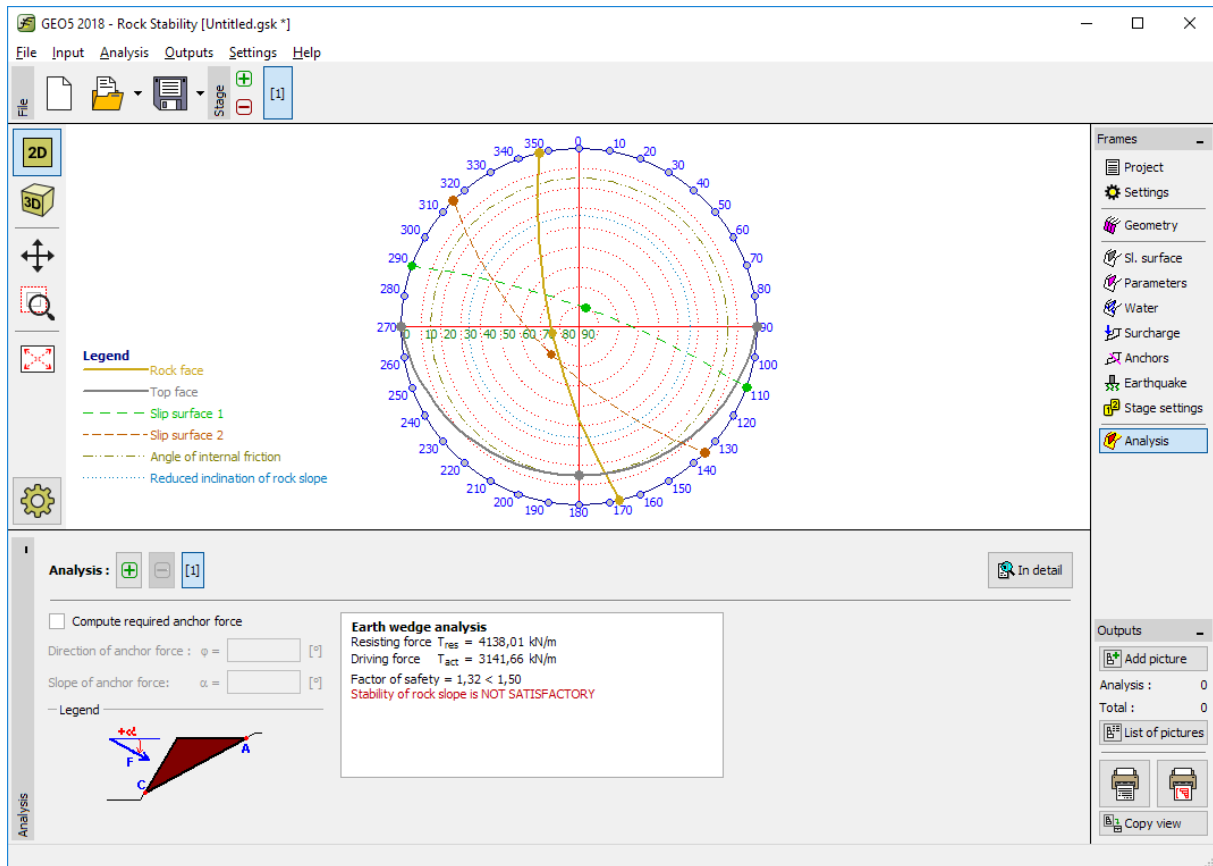 GEO5 2018 - Rock Stability [Untitled.gsk *]
File Input Analysis Outputs Settings Help
File
Stage
[1]
2D
3D
0
10
20
30
40
50
60
70
80
90
100
110
120
130
140
150
160
170
180
190
200
210
220
230
240
250
260
270
280
290
300
310
320
330
340
350
0 10 20 30 40 50 60 70 80 90
Legend
Rock face
Top face
Slip surface 1
Slip surface 2
Angle of internal friction
Reduced inclination of rock slope
Frames
Project
Settings
Geometry
Sl. surface
Parameters
Water
Surcharge
Anchors
Earthquake
Stage settings
Analysis
Analysis : [1]
In detail
Compute required anchor force
Direction of anchor force : φ = [°]
Slope of anchor force: α = [°]
Legend
+α
F
A
C
Earth wedge analysis
Resisting force Tres = 4138,01 kN/m
Driving force Tact = 3141,66 kN/m
Factor of safety = 1,32 < 1,50
Stability of rock slope is NOT SATISFACTORY
Analysis
Outputs
Add picture
Analysis : 0
Total : 0
List of pictures
Copy view